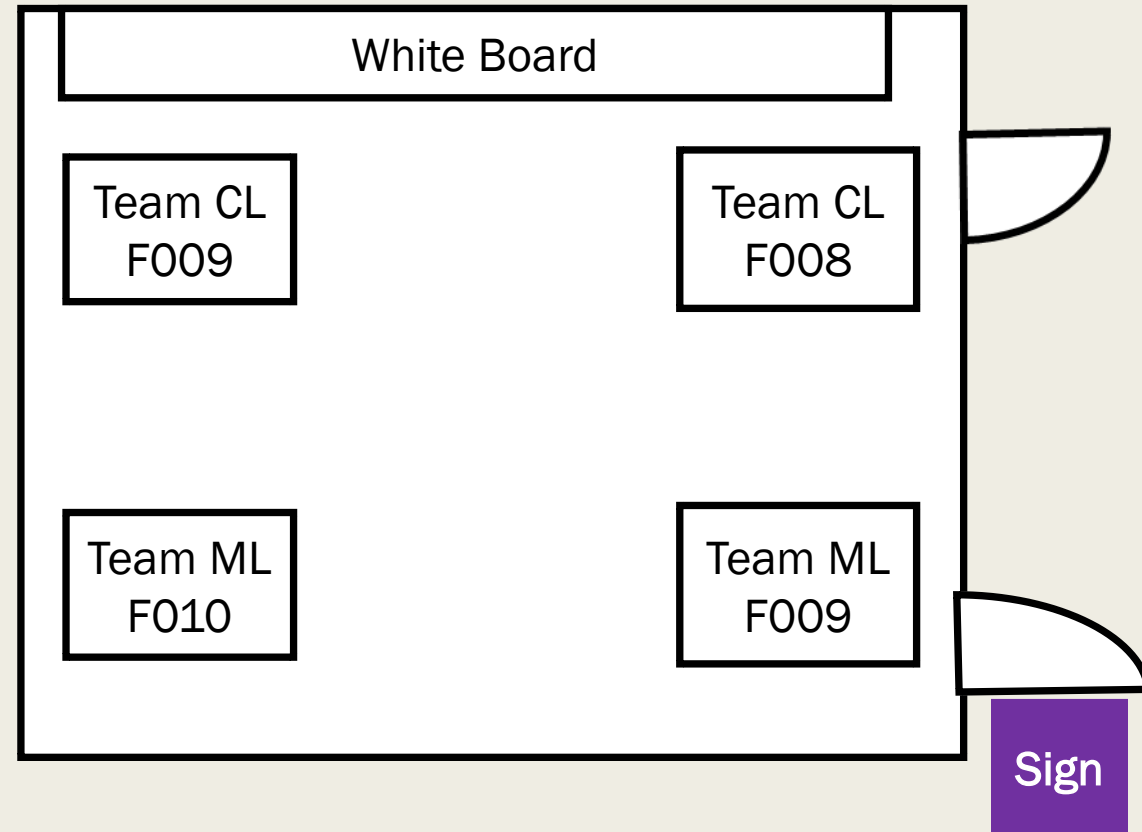 White Board
Team CL
F009
Team CL
F008
Team ML
F010
Team ML
F009
Sign